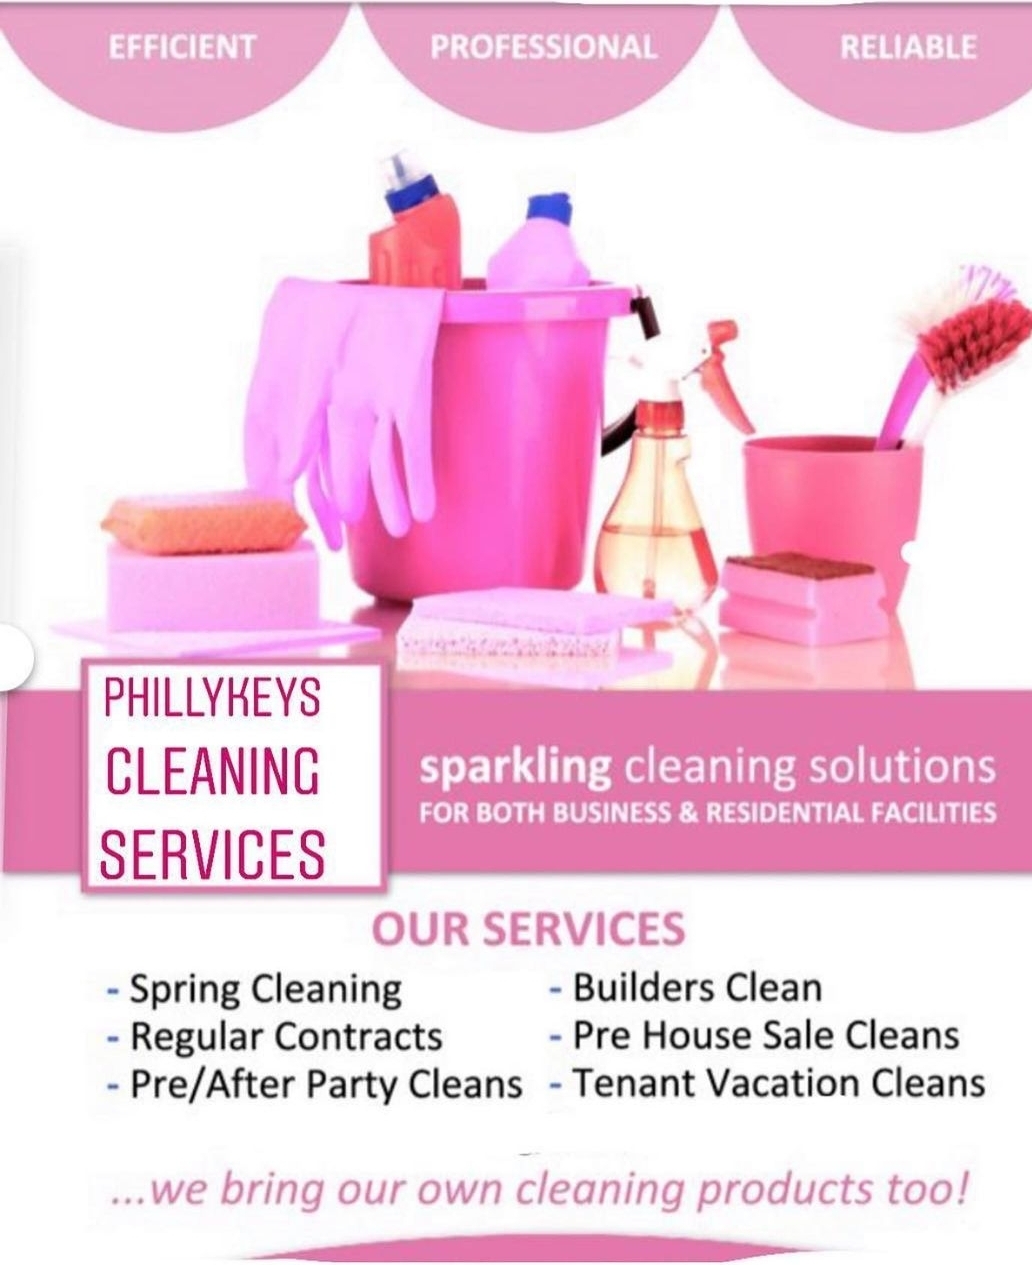 EFFICIENT
PROFESSIONAL
RELIABLE
PHILLYKEYS
CLEANING
SERVICES
sparkling cleaning solutions
FOR BOTH BUSINESS & RESIDENTIAL FACILITIES
OUR SERVICES
- Spring Cleaning
- Regular Contracts
- Pre/After Party Cleans
- Builders Clean
- Pre House Sale Cleans
- Tenant Vacation Cleans
...we bring our own cleaning products too!